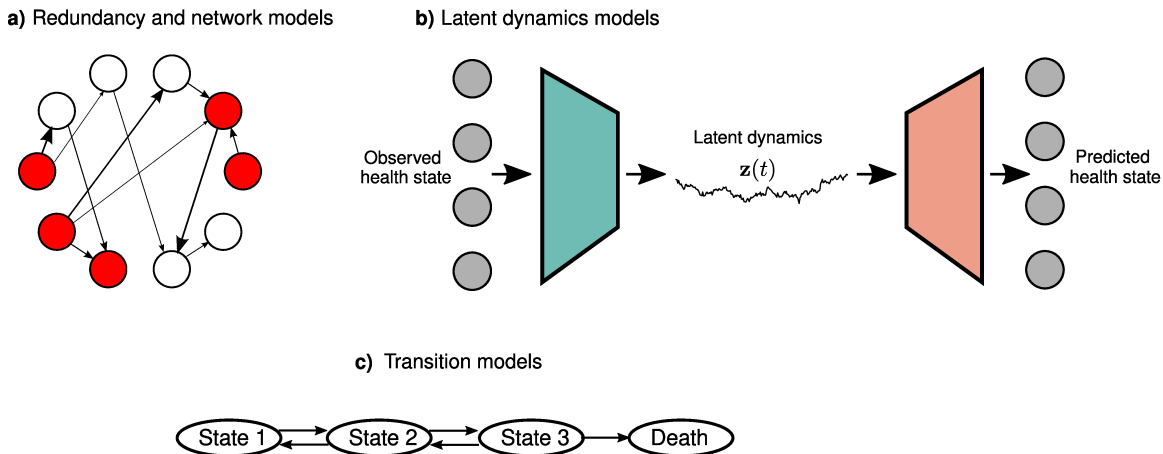 a) Redundancy and network models
b) Latent dynamics models
Observed
health state
Latent dynamics
z(t)
Predicted
health state
c) Transition models
State 1
State 2
State 3
Death